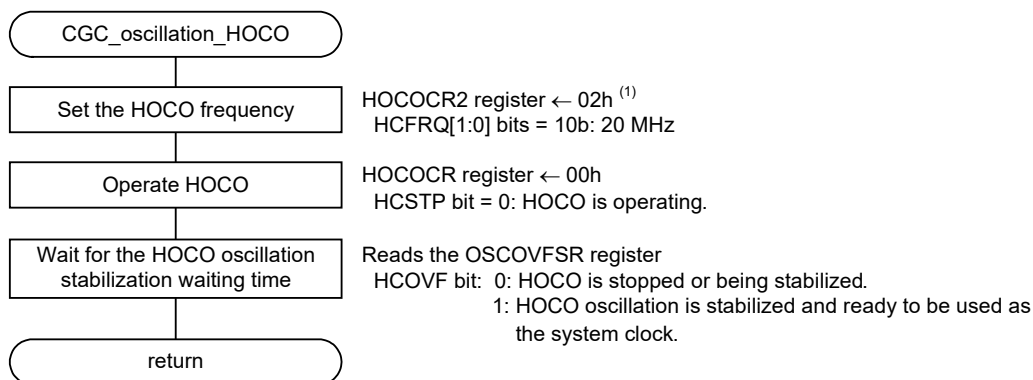 CGC_oscillation_HOCO
Set the HOCO frequency
HOCOCR2 register ← 02h (1)
HCFRQ[1:0] bits = 10b: 20 MHz
Operate HOCO
HOCOCR register ← 00h
HCSTP bit = 0: HOCO is operating.
Wait for the HOCO oscillation
stabilization waiting time
Reads the OSCOVFSR register
HCOVF bit: 0: HOCO is stopped or being stabilized.
1: HOCO oscillation is stabilized and ready to be used as
the system clock.
return